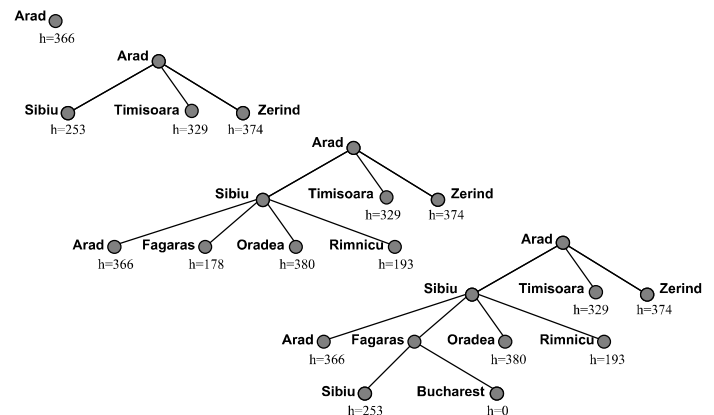 Arad
h=366
Arad
Sibiu Timisoara Zerind
h=253 h=329 h=374
Arad
Sibiu Timisoara Zerind
h=329 h=374
Arad Fagaras Oradea Rimnicu
h=366 h=178 h=380 h=193
Arad
Sibiu Timisoara Zerind
h=329 h=374
Arad Fagaras Oradea Rimnicu
h=366 h=380 h=193
Sibiu Bucharest
h=253 h=0